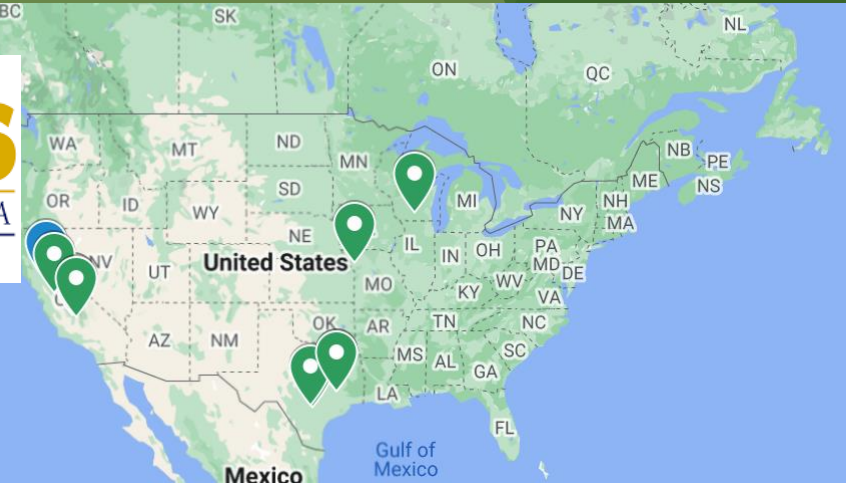 BC
SK
NL
ON
QC
WA
MT
ND
MN
NB
PE
OR
ID
SD
MI
ME
NS
WY
NY
NH
MA
S
A
NE
IL
IN
OH
PA
NV
UT
United States
MD
DE
MO
WV
KY
VA
AZ
NM
OK
AR
TN
NC
MS
AL
SC
GA
LA
FL
Gulf of
Mexico
Mexico